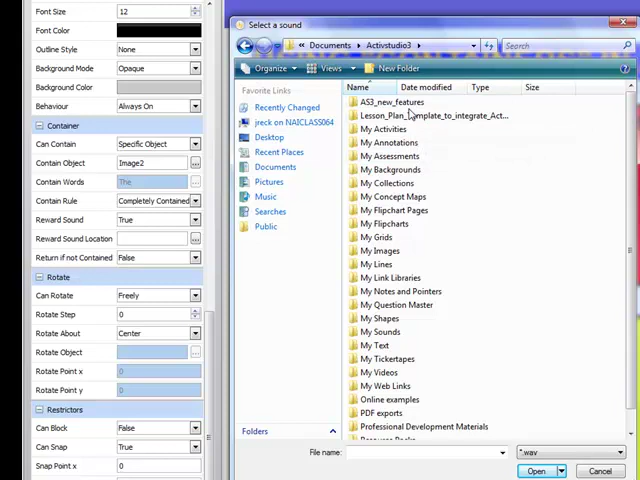 Font Size 12
Font Color
Outline Style None
Background Mode Opaque
Background Color
Behaviour Always On
Container
Can Contain Specific Object
Contain Object Image2
Contain Words The
Contain Rule Completely Contained
Reward Sound True
Reward Sound Location
Return if not Contained False
Rotate
Can Rotate Freely
Rotate Step 0
Rotate About Center
Rotate Object
Rotate Point x 0
Rotate Point y 0
Restrictors
Can Block False
Can Snap True
Snap Point x 0
Select a sound
« Documents Activstudio3 Search
Organize Views New Folder
Favorite Links
Recently Changed
jreck on NAICLASS064
Desktop
Recent Places
Documents
Pictures
Music
Searches
Public
Folders
Name Date modified Type Size
AS3_new_features
Lesson_Plan_Template_to_integrate_Act...
My Activities
My Annotations
My Assessments
My Backgrounds
My Collections
My Concept Maps
My Flipchart Pages
My Flipcharts
My Grids
My Images
My Lines
My Link Libraries
My Notes and Pointers
My Question Master
My Shapes
My Sounds
My Text
My Tickertapes
My Videos
My Web Links
Online examples
PDF exports
Professional Development Materials
Resource Packs
File name: *.wav
Open Cancel